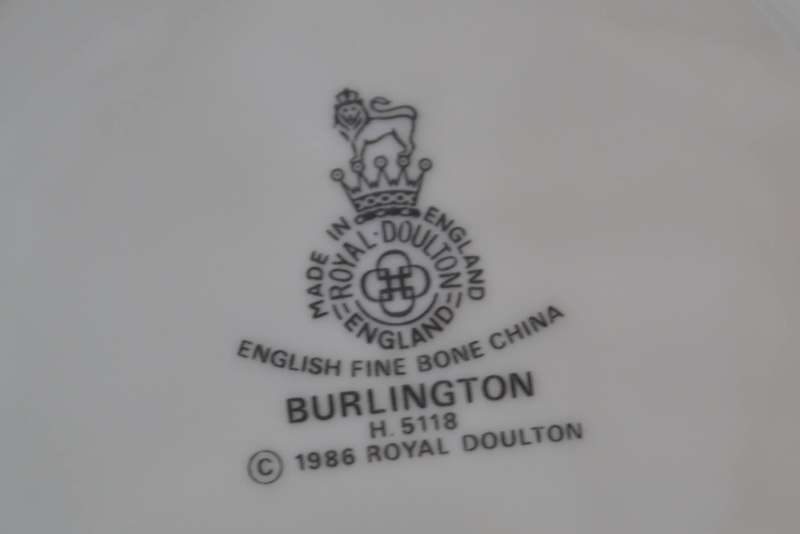 MADE IN ENGLAND
ROYAL·DOULTON
ENGLAND
ENGLISH FINE BONE CHINA
BURLINGTON
H. 5118
© 1986 ROYAL DOULTON